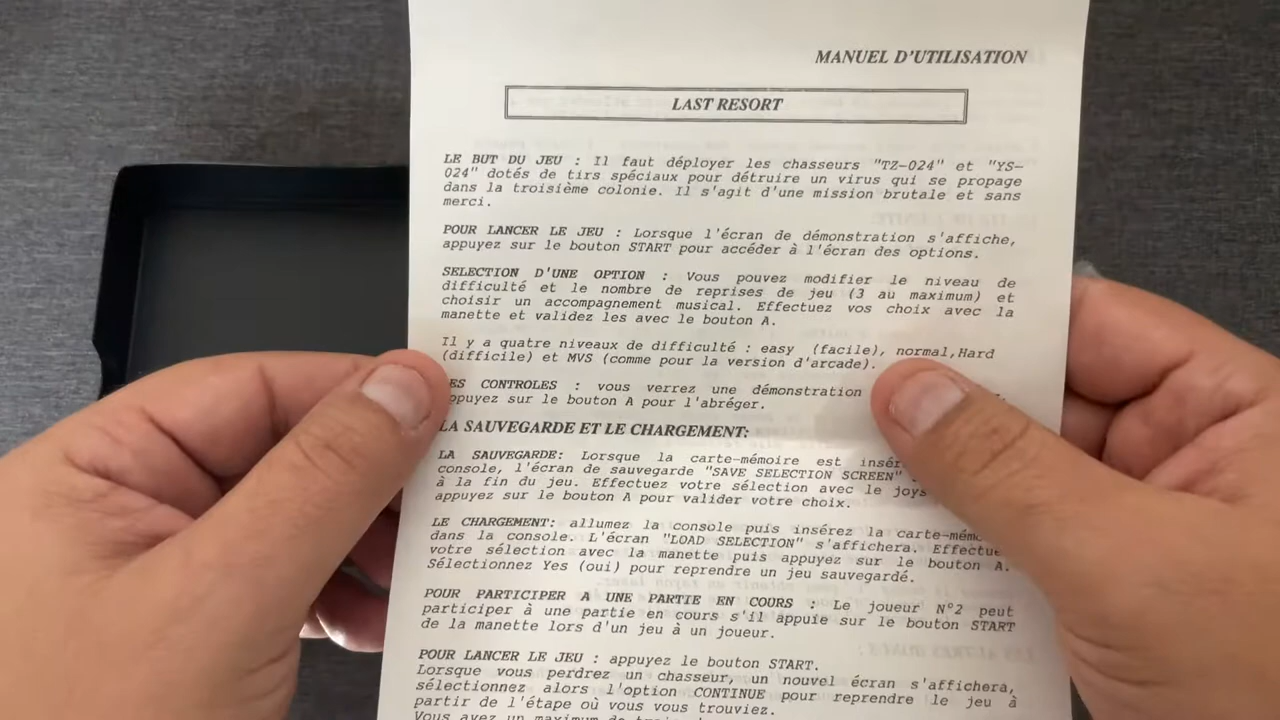 MANUEL D'UTILISATION
LAST RESORT
LE BUT DU JEU : Il faut déployer les chasseurs "TZ-024" et "YS-
024" dotés de tirs spéciaux pour détruire un virus qui se propage
dans la troisième colonie. Il s'agit d'une mission brutale et sans
merci.
POUR LANCER LE JEU : Lorsque l'écran de démonstration s'affiche,
appuyez sur le bouton START pour accéder à l'écran des options.
SELECTION D'UNE OPTION : Vous pouvez modifier le niveau de
difficulté et le nombre de reprises de jeu (3 au maximum) et
choisir un accompagnement musical. Effectuez vos choix avec la
manette et validez les avec le bouton A.
Il y a quatre niveaux de difficulté : easy (facile), normal,Hard
(difficile) et MVS (comme pour la version d'arcade).
ES CONTROLES : vous verrez une démonstration
ppuyez sur le bouton A pour l'abréger.
LA SAUVEGARDE ET LE CHARGEMENT:
LA SAUVEGARDE: Lorsque la carte-mémoire est insér
console, l'écran de sauvegarde "SAVE SELECTION SCREEN"
à la fin du jeu. Effectuez votre sélection avec le joys
appuyez sur le bouton A pour valider votre choix.
LE CHARGEMENT: allumez la console puis insérez la carte-mémo
dans la console. L'écran "LOAD SELECTION" s'affichera. Effectue
votre sélection avec la manette puis appuyez sur le bouton A.
Sélectionnez Yes (oui) pour reprendre un jeu sauvegardé.
POUR PARTICIPER A UNE PARTIE EN COURS : Le joueur N°2 peut
participer à une partie en cours s'il appuie sur le bouton START
de la manette lors d'un jeu à un joueur.
POUR LANCER LE JEU : appuyez le bouton START.
Lorsque vous perdrez un chasseur, un nouvel écran s'affichera,
sélectionnez alors l'option CONTINUE pour reprendre le jeu à
partir de l'étape où vous vous trouviez.
Vous avez un maximum de